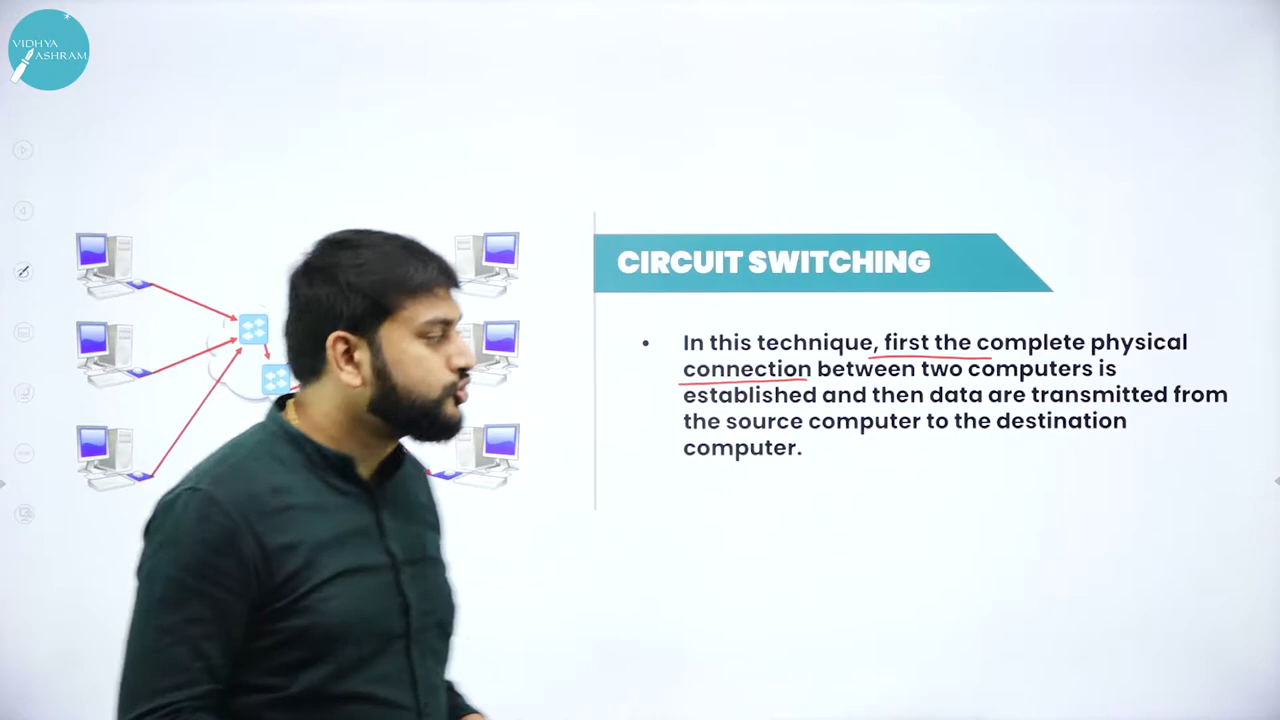 VIDHYA
ASHRAM
CIRCUIT SWITCHING
• In this technique, first the complete physical
connection between two computers is
established and then data are transmitted from
the source computer to the destination
computer.